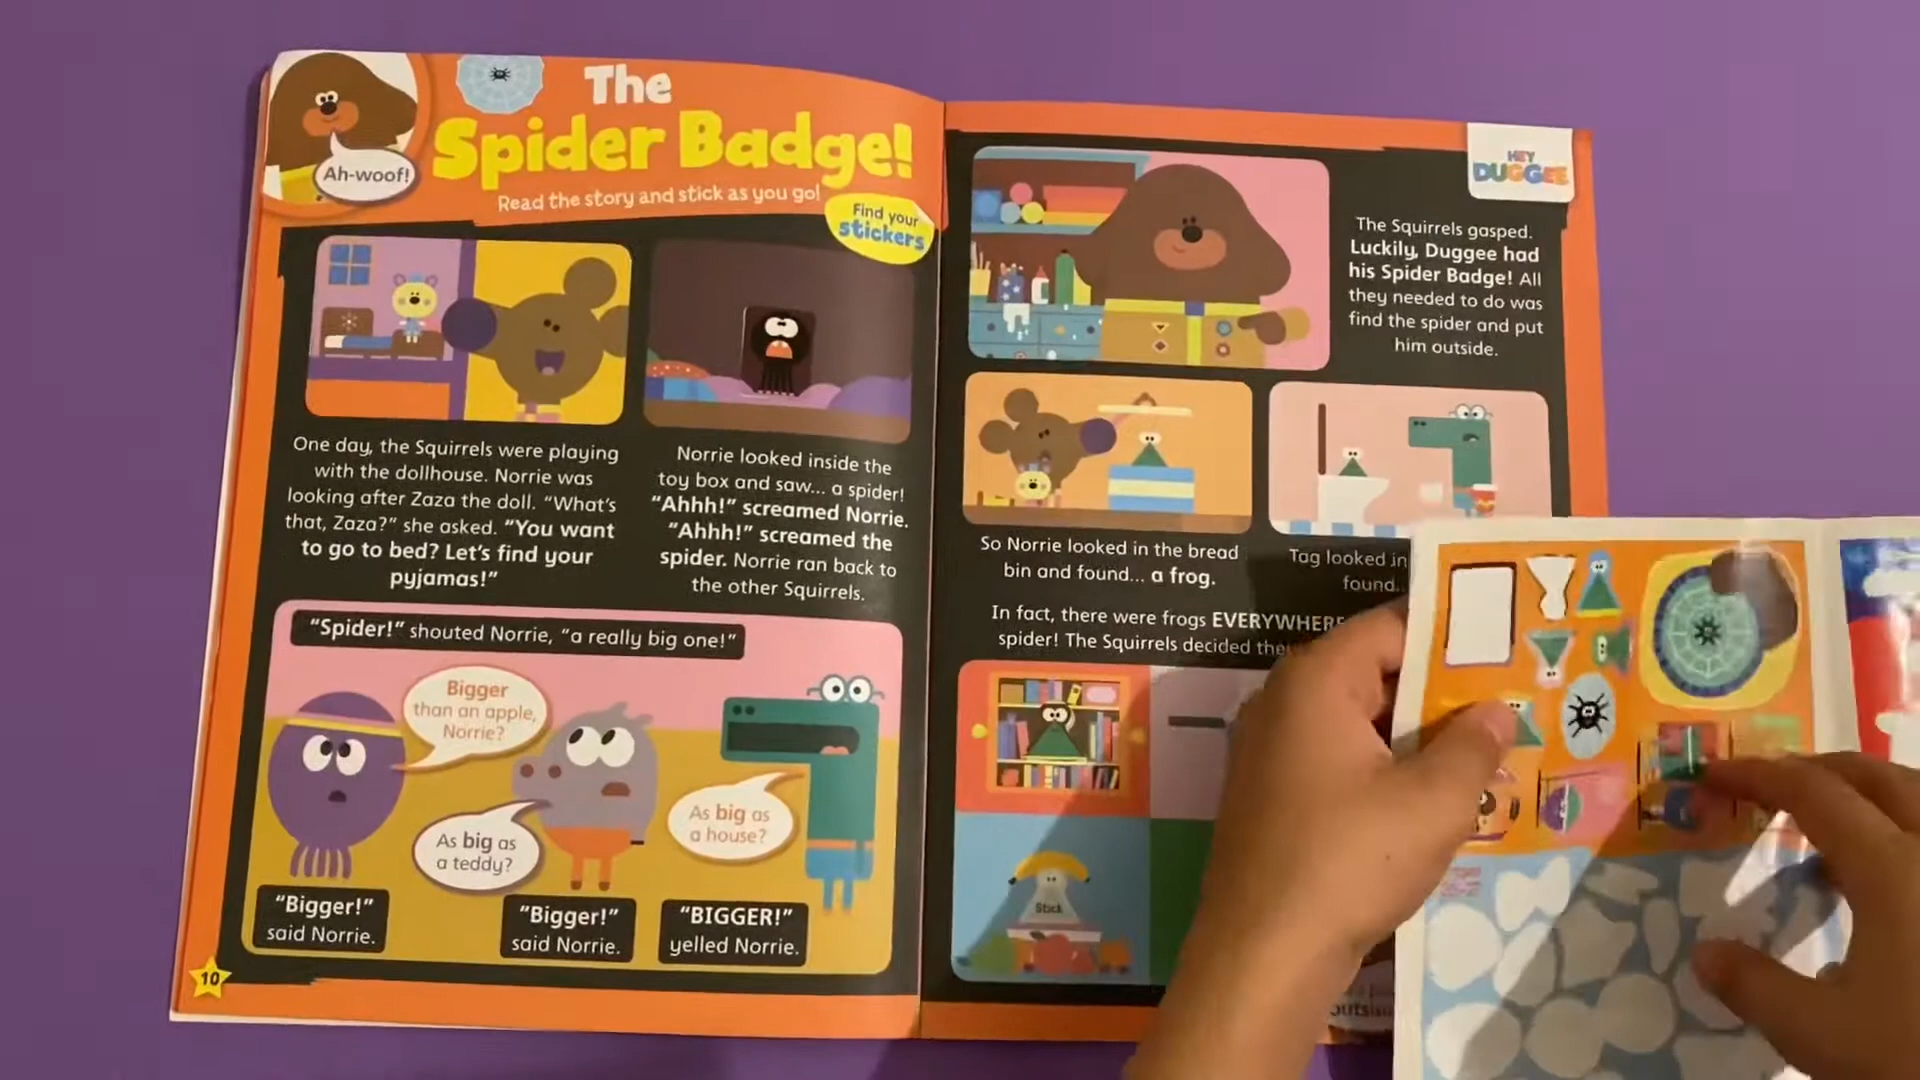 Ah-woof!
The
Spider Badge!
Read the story and stick as you go!
Find your
stickers
One day, the Squirrels were playing
with the dollhouse. Norrie was
looking after Zaza the doll. “What’s
that, Zaza?” she asked. “You want
to go to bed? Let’s find your
pyjamas!”
Norrie looked inside the
toy box and saw... a spider!
“Ahhh!” screamed Norrie.
“Ahhh!” screamed the
spider. Norrie ran back to
the other Squirrels.
“Spider!” shouted Norrie, “a really big one!”
Bigger
than an apple,
Norrie?
As big as
a teddy?
As big as
a house?
“Bigger!”
said Norrie.
“Bigger!”
said Norrie.
“BIGGER!”
yelled Norrie.
10
HEY
DUGGEE
The Squirrels gasped.
Luckily, Duggee had
his Spider Badge! All
they needed to do was
find the spider and put
him outside.
So Norrie looked in the bread
bin and found... a frog.
Tag looked in
found...
In fact, there were frogs EVERYWHERE
spider! The Squirrels decided
Stick